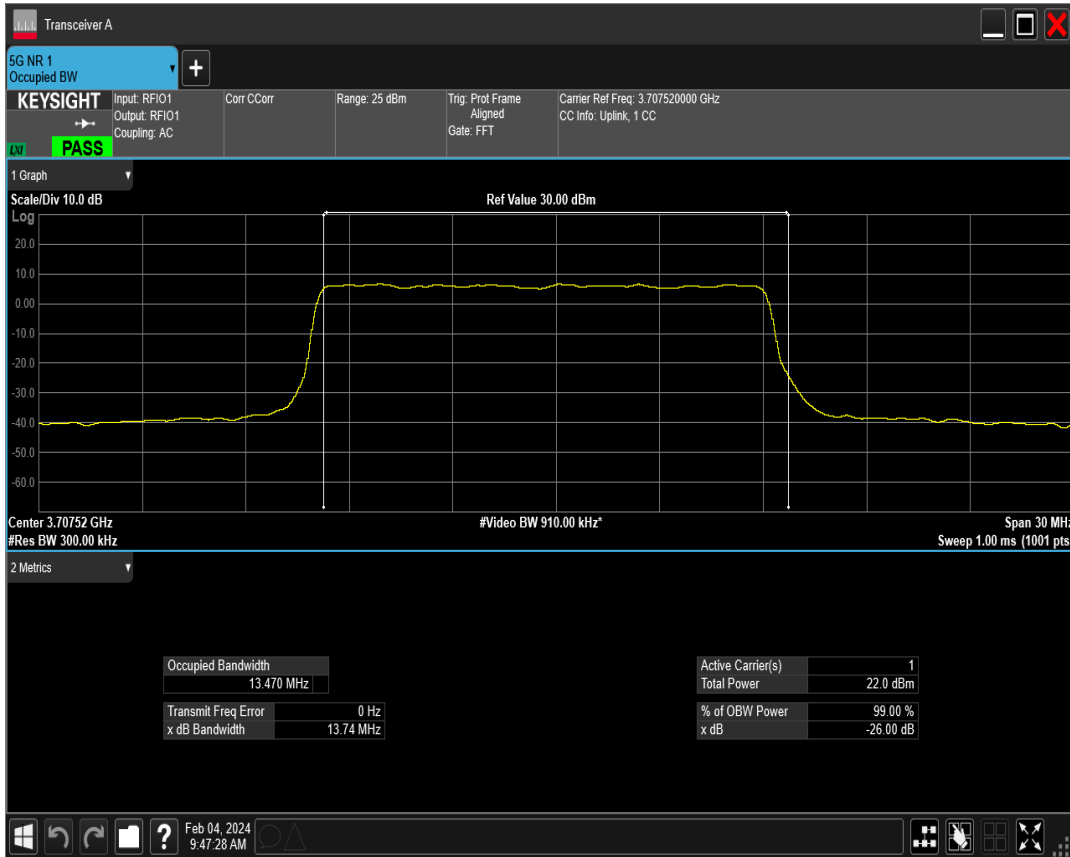 Transceiver A
5G NR 1
Occupied BW
+
KEYSIGHT
LXI
PASS
Input: RFIO1
Output: RFIO1
Coupling: AC
Corr CCorr
Range: 25 dBm
Trig: Prot Frame
Aligned
Gate: FFT
Carrier Ref Freq: 3.707520000 GHz
CC Info: Uplink, 1 CC
1 Graph
Scale/Div 10.0 dB
Ref Value 30.00 dBm
Log
20.0
10.0
0.00
-10.0
-20.0
-30.0
-40.0
-50.0
-60.0
Center 3.70752 GHz
#Video BW 910.00 kHz*
Span 30 MHz
#Res BW 300.00 kHz
Sweep 1.00 ms (1001 pts
2 Metrics
Occupied Bandwidth
13.470 MHz
Transmit Freq Error 0 Hz
x dB Bandwidth 13.74 MHz
Active Carrier(s) 1
Total Power 22.0 dBm
% of OBW Power 99.00 %
x dB -26.00 dB
?
Feb 04, 2024
9:47:28 AM